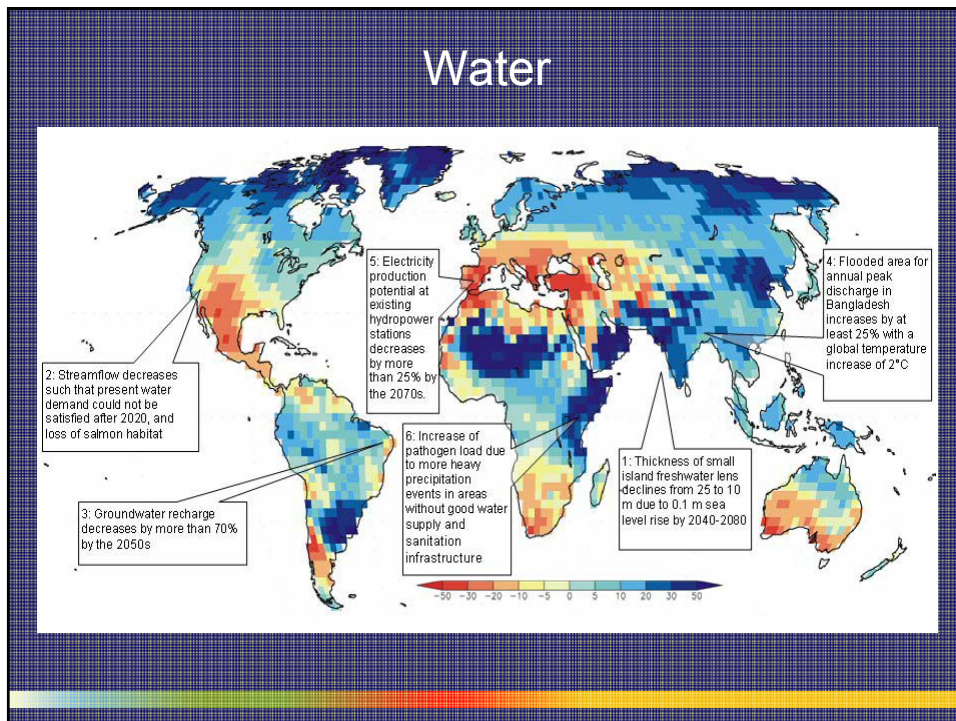 Water
5: Electricity
production
potential at
existing
hydropower
stations
decreases
by more
than 25% by
the 2070s.
4: Flooded area for
annual peak
discharge in
Bangladesh
increases by at
least 25% with a
global temperature
increase of 2°C
2: Streamflow decreases
such that present water
demand could not be
satisfied after 2020, and
loss of salmon habitat
6: Increase of
pathogen load due
to more heavy
precipitation
events in areas
without good water
supply and
sanitation
infrastructure
1: Thickness of small
island freshwater lens
declines from 25 to 10
m due to 0.1 m sea
level rise by 2040-2080
3: Groundwater recharge
decreases by more than 70%
by the 2050s
-50 -30 -20 -10 -5 0 5 10 20 30 50